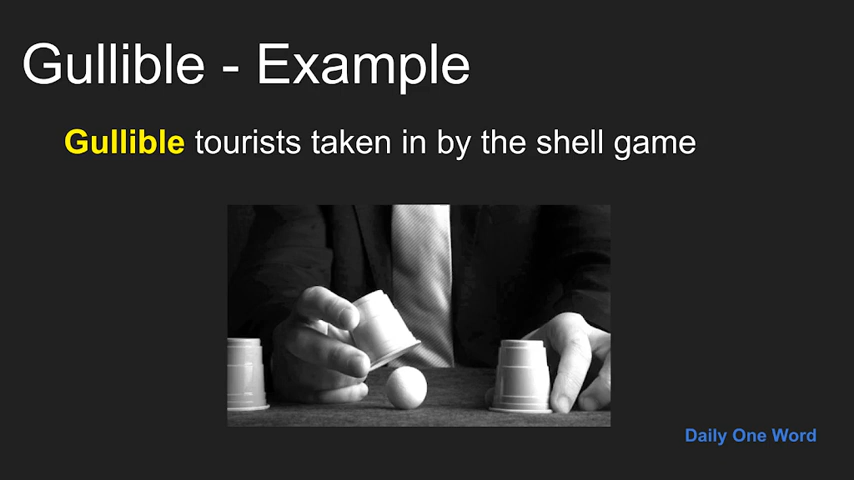 Gullible - Example
Gullible tourists taken in by the shell game
Daily One Word